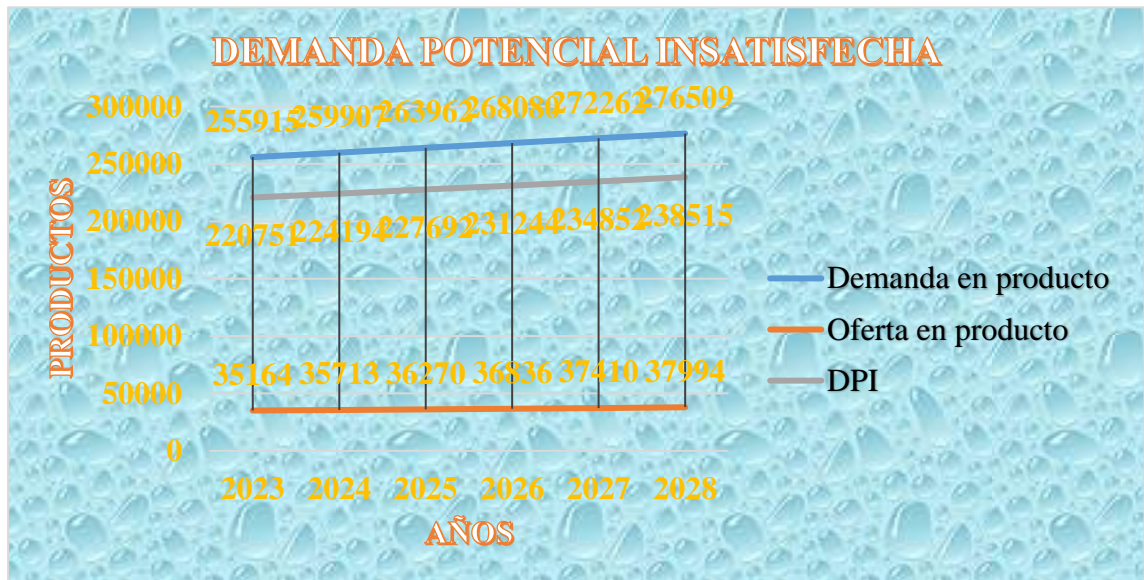 DEMANDA POTENCIAL INSATISFECHA
PRODUCTOS
300000
250000
200000
150000
100000
50000
0
255915 259907 263962 268080 272262 276509
220751 224194 227692 231244 234852 238515
35164 35713 36270 36836 37410 37994
2023 2024 2025 2026 2027 2028
AÑOS
Demanda en producto
Oferta en producto
DPI